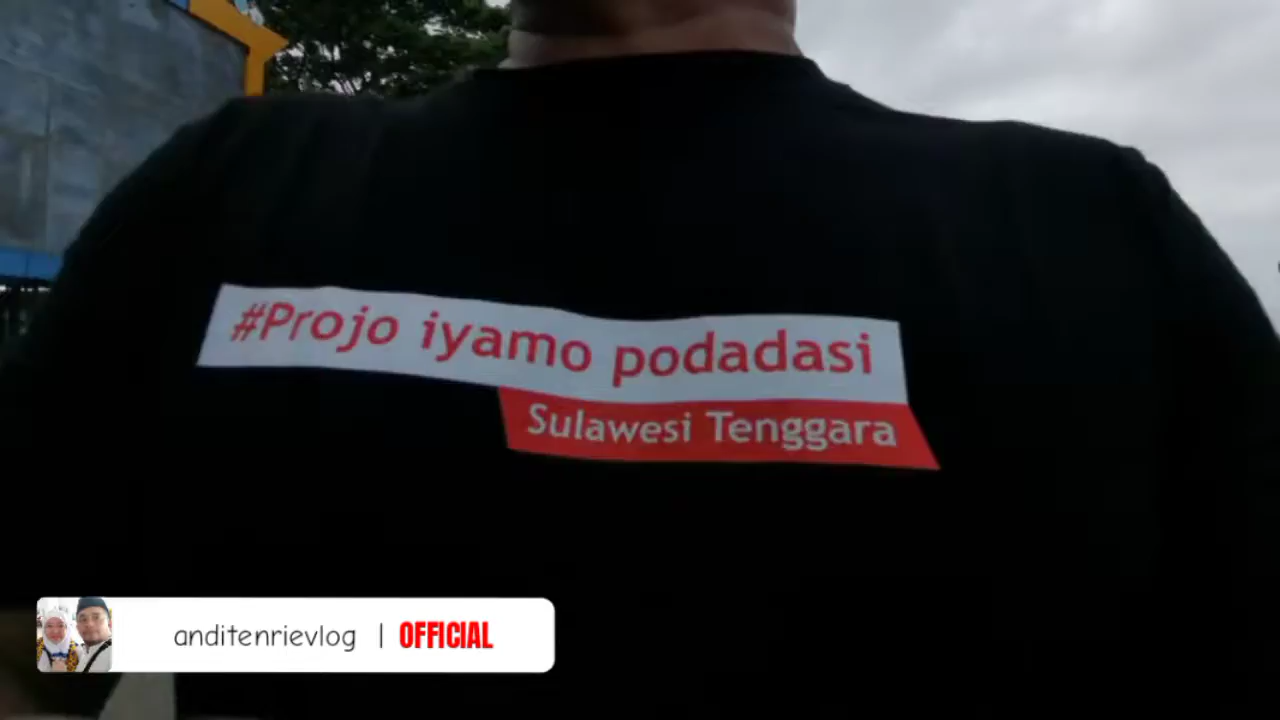 #Projo iyamo podadasi
Sulawesi Tenggara
anditenrievlog | OFFICIAL